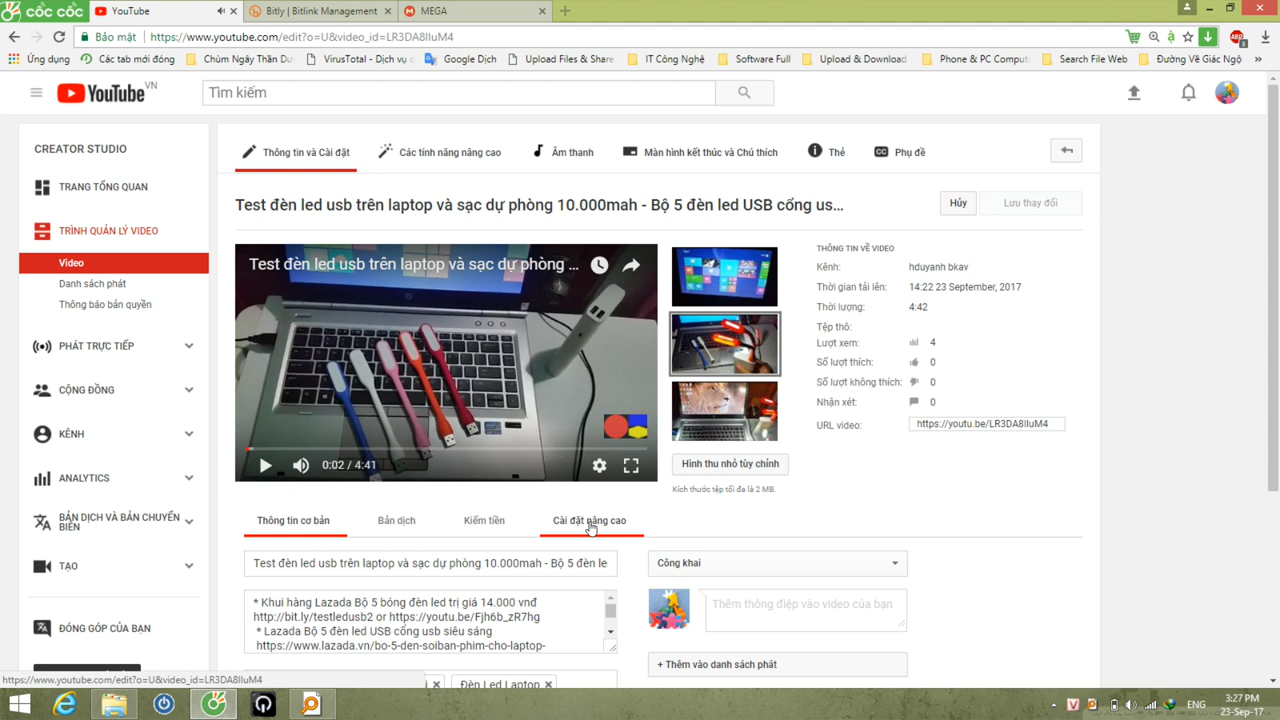 cốc cốc
YouTube
Bitly | Bitlink Management
MEGA
Bảo mật
https://www.youtube.com/edit?o=U&video_id=LR3DA8IIuM4
Ứng dụng
Các tab mới đóng
Chùm Ngây Thần Du
VirusTotal - Dịch vụ
Google Dịch
Upload Files & Share
IT Công Nghệ
Software Full
Upload & Download
Phone & PC Comput
Search File Web
Đường Về Giác Ngộ
YouTube VN
Tìm kiếm
CREATOR STUDIO
TRANG TỔNG QUAN
TRÌNH QUẢN LÝ VIDEO
Video
Danh sách phát
Thông báo bản quyền
PHÁT TRỰC TIẾP
CỘNG ĐỒNG
KÊNH
ANALYTICS
BẢN DỊCH VÀ BẢN CHUYỂN BIÊN
TẠO
ĐÓNG GÓP CỦA BẠN
Thông tin và Cài đặt
Các tính năng nâng cao
Âm thanh
Màn hình kết thúc và Chú thích
Thẻ
CC Phụ đề
Test đèn led usb trên laptop và sạc dự phòng 10.000mah - Bộ 5 đèn led USB cổng us...
Hủy
Lưu thay đổi
Test đèn led usb trên laptop và sạc dự phòng ...
0:02 / 4:41
Hình thu nhỏ tùy chỉnh
Kích thước tệp tối đa là 2 MB.
THÔNG TIN VỀ VIDEO
Kênh: hduyanh bkav
Thời gian tải lên: 14:22 23 September, 2017
Thời lượng: 4:42
Tệp thô:
Lượt xem: 4
Số lượt thích: 0
Số lượt không thích: 0
Nhận xét: 0
URL video: https://youtu.be/LR3DA8IIuM4
Thông tin cơ bản
Bản dịch
Kiếm tiền
Cài đặt nâng cao
Test đèn led usb trên laptop và sạc dự phòng 10.000mah - Bộ 5 đèn le
Công khai
* Khui hàng Lazada Bộ 5 bóng đèn led trị giá 14.000 vnđ
http://bit.ly/testledusb2 or https://youtu.be/Fjh6b_zR7hg
* Lazada Bộ 5 đèn led USB cổng usb siêu sáng
https://www.lazada.vn/bo-5-den-soiban-phim-cho-laptop-
Thêm thông điệp vào video của bạn
+ Thêm vào danh sách phát
Đèn Led Laptop
https://www.youtube.com/edit?o=U&video_id=LR3DA8IIuM4
ENG
3:27 PM
23-Sep-17